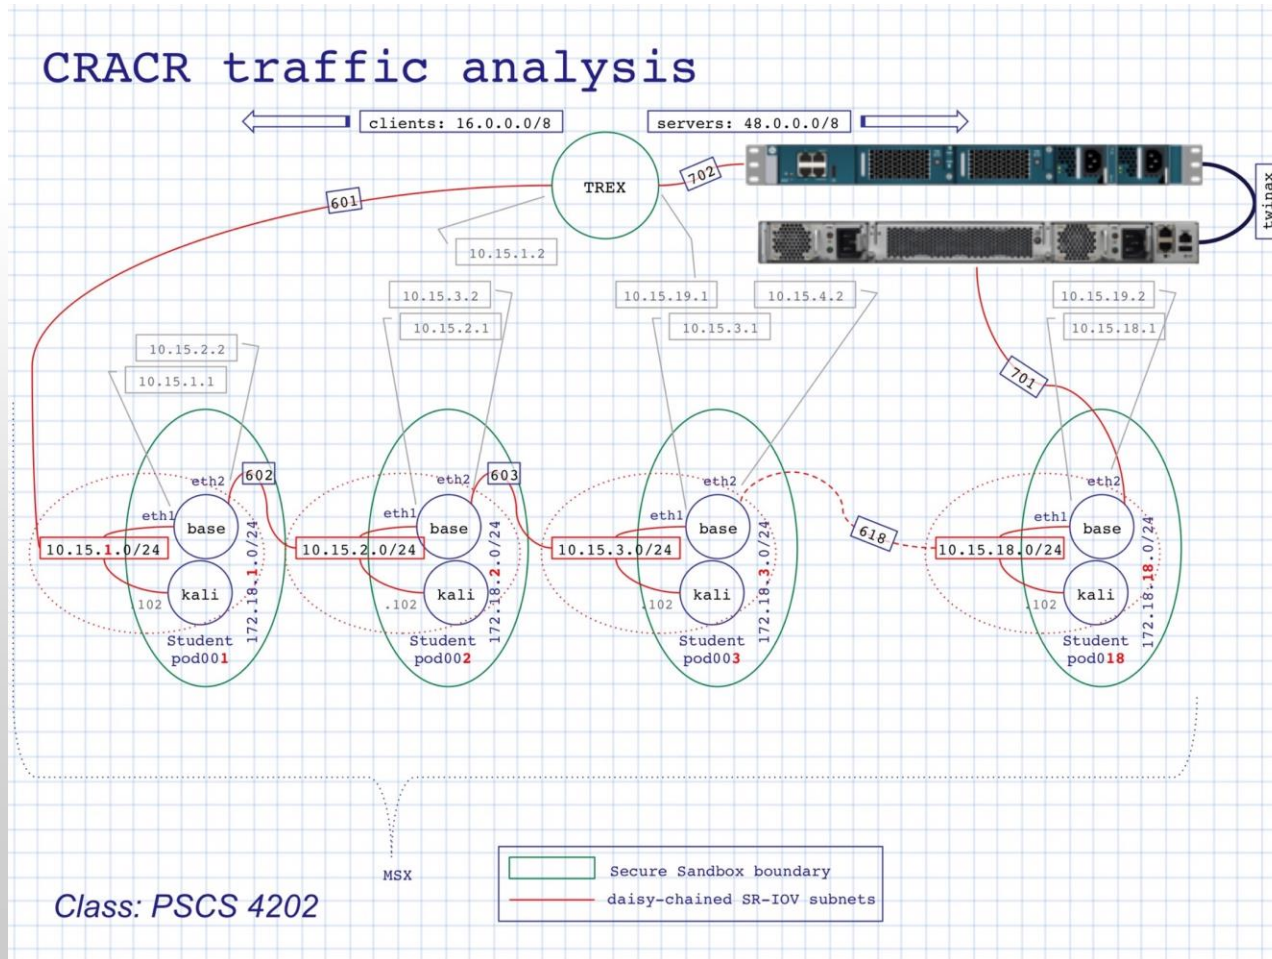 CRACR traffic analysis
clients: 16.0.0.0/8
servers: 48.0.0.0/8
TREX
702
601
twinax
10.15.1.2
10.15.3.2
10.15.2.1
10.15.19.1
10.15.3.1
10.15.4.2
10.15.19.2
10.15.18.1
10.15.2.2
10.15.1.1
701
eth2
602
eth1
base
10.15.1.0/24
kali
.102
172.18.1.0/24
Student
pod001
eth2
603
eth1
base
10.15.2.0/24
kali
.102
172.18.2.0/24
Student
pod002
eth2
eth1
base
10.15.3.0/24
kali
.102
172.18.3.0/24
Student
pod003
618
eth2
eth1
base
10.15.18.0/24
kali
.102
172.18.18.0/24
Student
pod018
MSX
Secure Sandbox boundary
daisy-chained SR-IOV subnets
Class: PSCS 4202